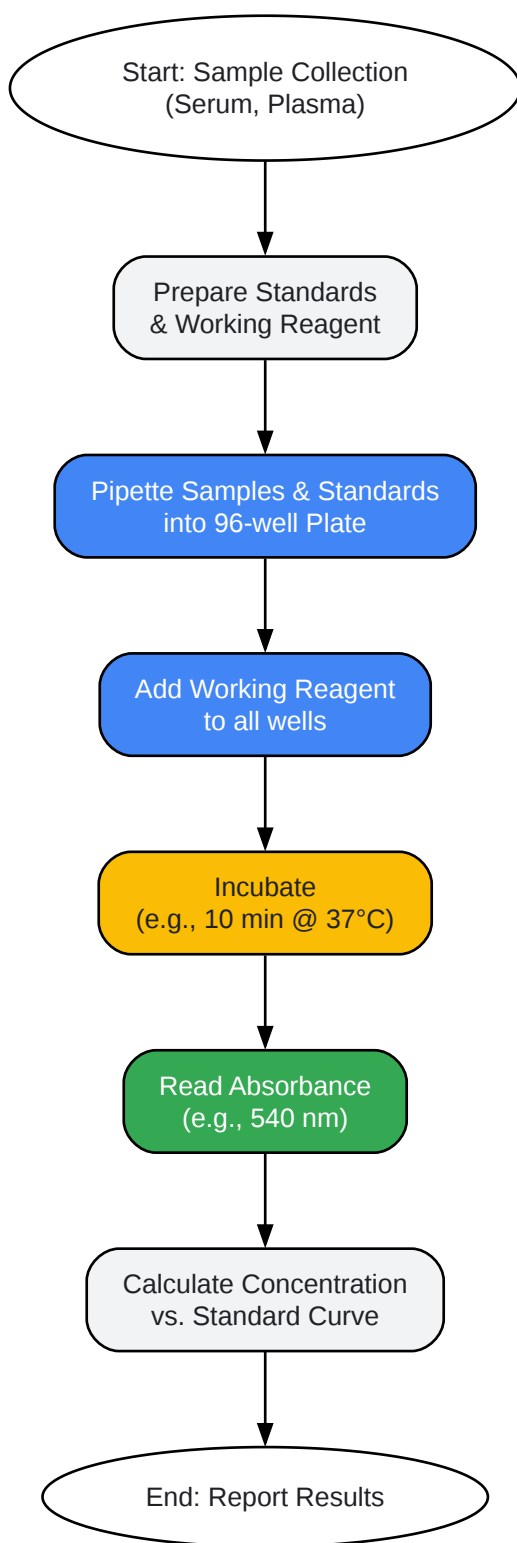 Start: Sample Collection
(Serum, Plasma)
Prepare Standards
& Working Reagent
Pipette Samples & Standards
into 96-well Plate
Add Working Reagent
to all wells
Incubate
(e.g., 10 min @ 37°C)
Read Absorbance
(e.g., 540 nm)
Calculate Concentration
vs. Standard Curve
End: Report Results